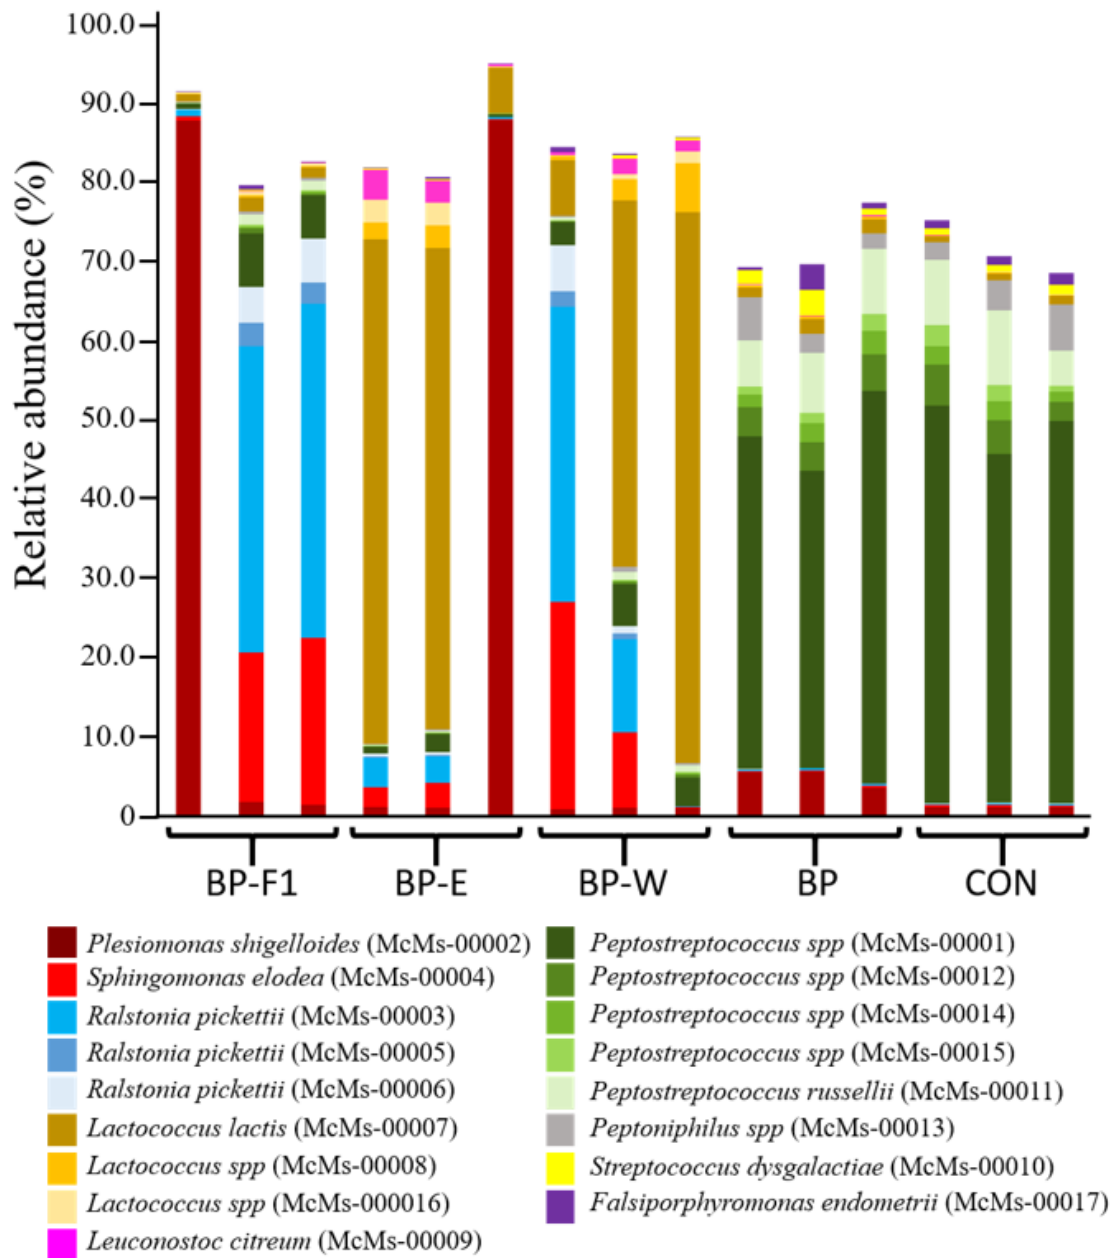 Relative abundance (%)
100.0
90.0
80.0
70.0
60.0
50.0
40.0
30.0
20.0
10.0
0
BP-F1 BP-E BP-W BP CON
Plesiomonas shigelloides (McMs-00002)
Sphingomonas elodea (McMs-00004)
Ralstonia pickettii (McMs-00003)
Ralstonia pickettii (McMs-00005)
Ralstonia pickettii (McMs-00006)
Lactococcus lactis (McMs-00007)
Lactococcus spp (McMs-00008)
Lactococcus spp (McMs-000016)
Leuconostoc citreum (McMs-00009)
Peptostreptococcus spp (McMs-00001)
Peptostreptococcus spp (McMs-00012)
Peptostreptococcus spp (McMs-00014)
Peptostreptococcus spp (McMs-00015)
Peptostreptococcus russellii (McMs-00011)
Peptoniphilus spp (McMs-00013)
Streptococcus dysgalactiae (McMs-00010)
Falsiporphyromonas endometrii (McMs-00017)